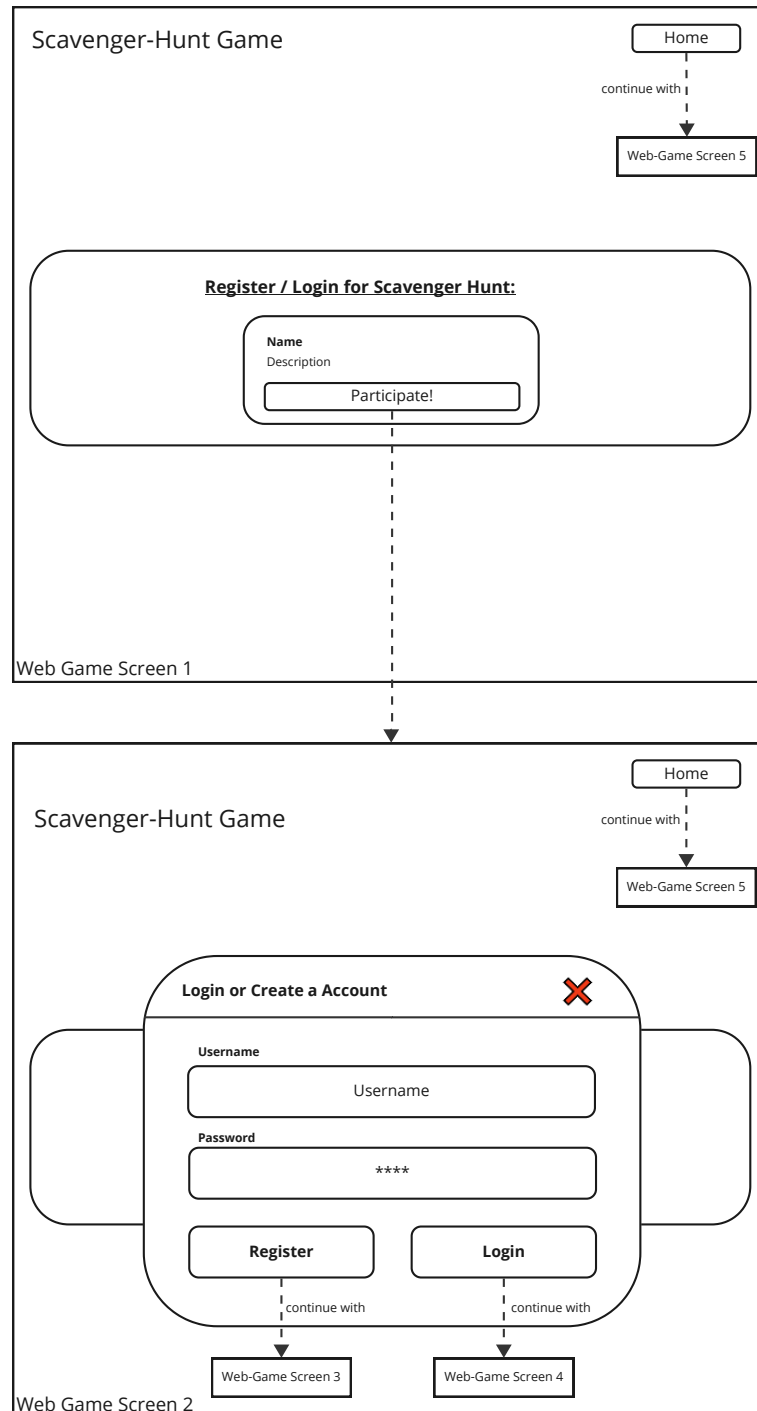 Scavenger-Hunt Game
Home
continue with
Web-Game Screen 5
Register / Login for Scavenger Hunt:
Name
Description
Participate!
Web Game Screen 1
Home
continue with
Scavenger-Hunt Game
Web-Game Screen 5
Login or Create a Account
Username
Username
Password
****
Register
Login
continue with
continue with
Web-Game Screen 3
Web-Game Screen 4
Web Game Screen 2